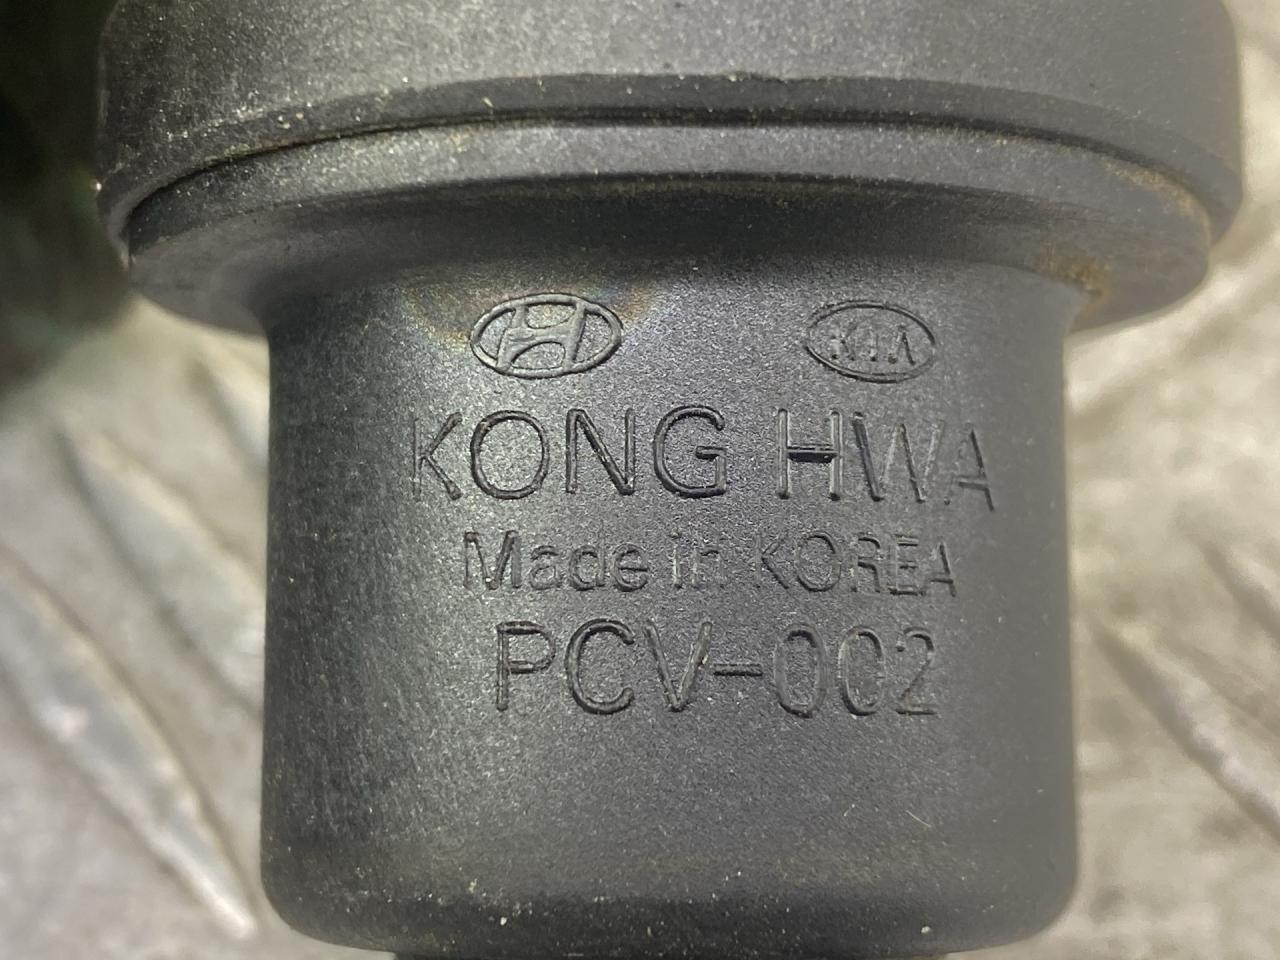 KIA
KONG HWA
Made in KOREA
PCV-002